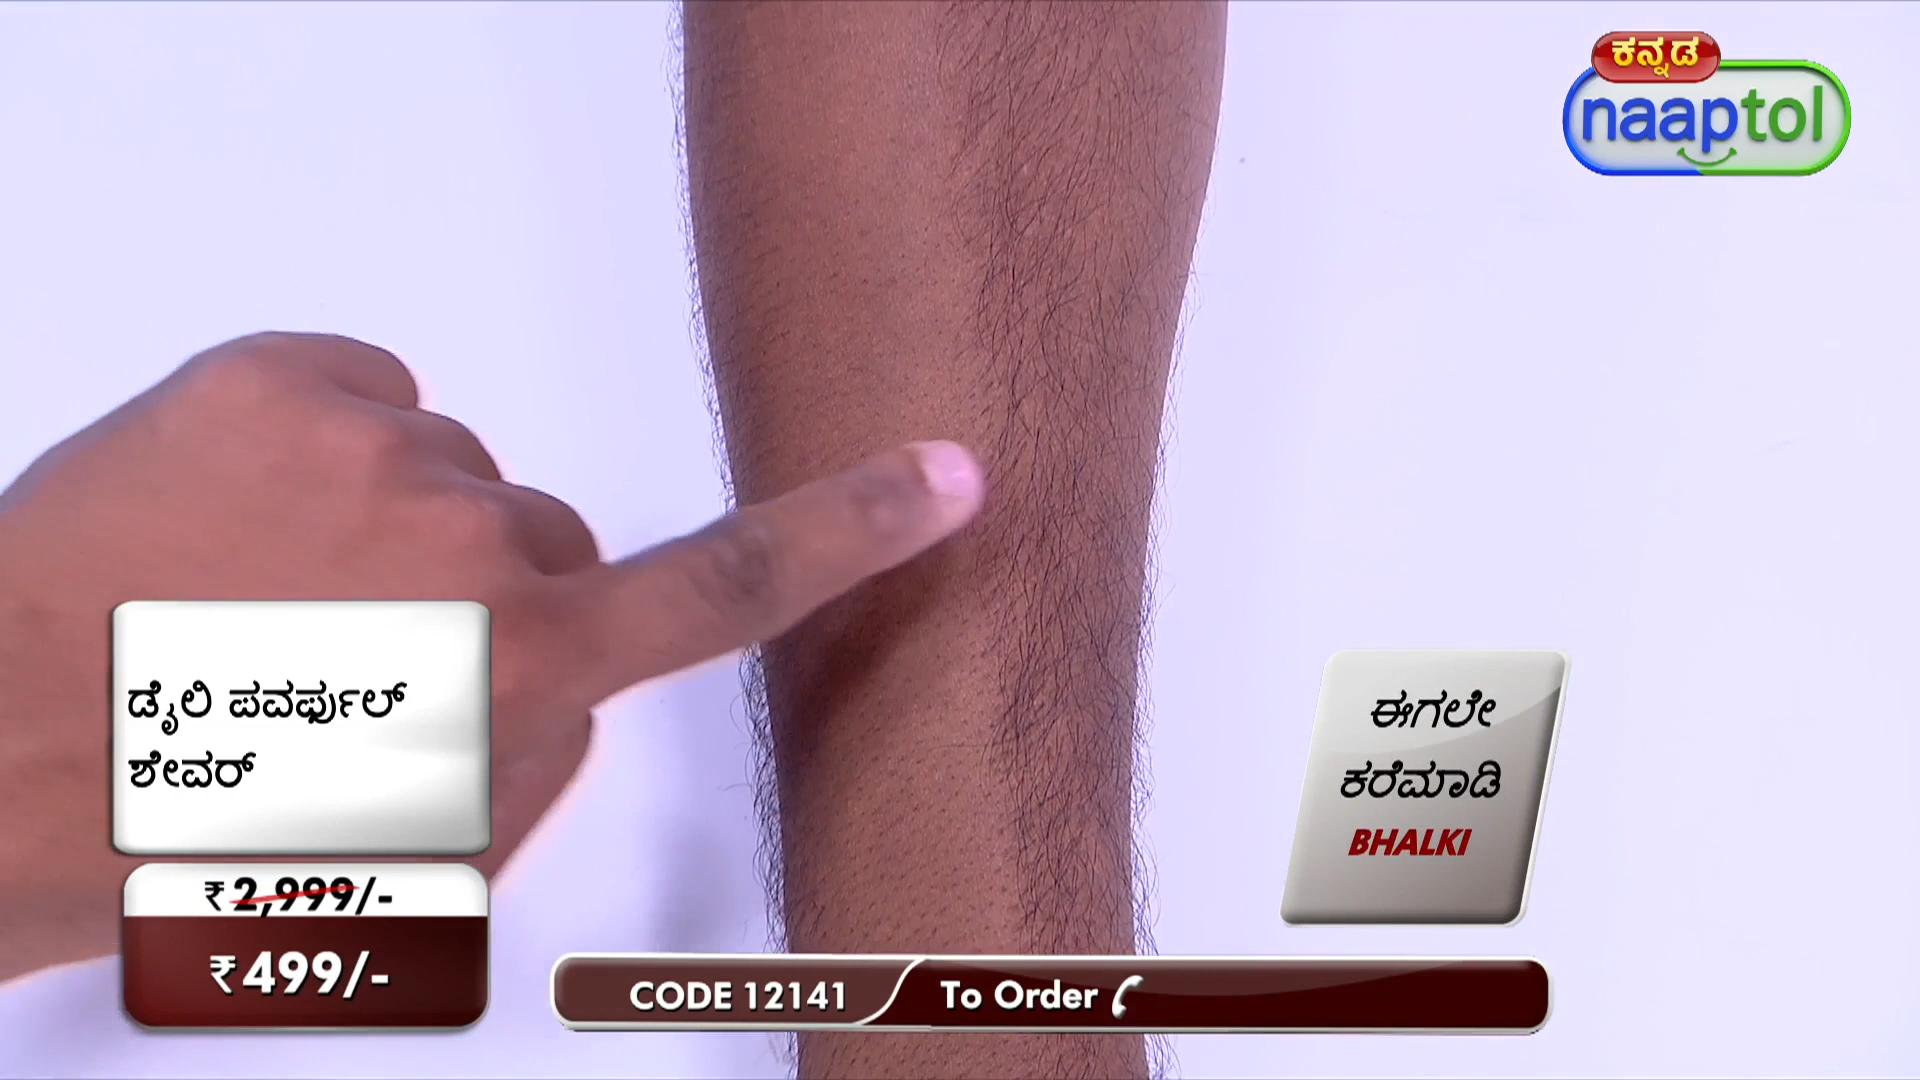 ಕನ್ನಡ
naaptol
ಡೈಲಿ ಪವರ್ಫುಲ್
ಶೇವರ್
₹2,999/-
₹499/-
ಈಗಲೇ
ಕರೆಮಾಡಿ
BHALKI
CODE 12141 To Order